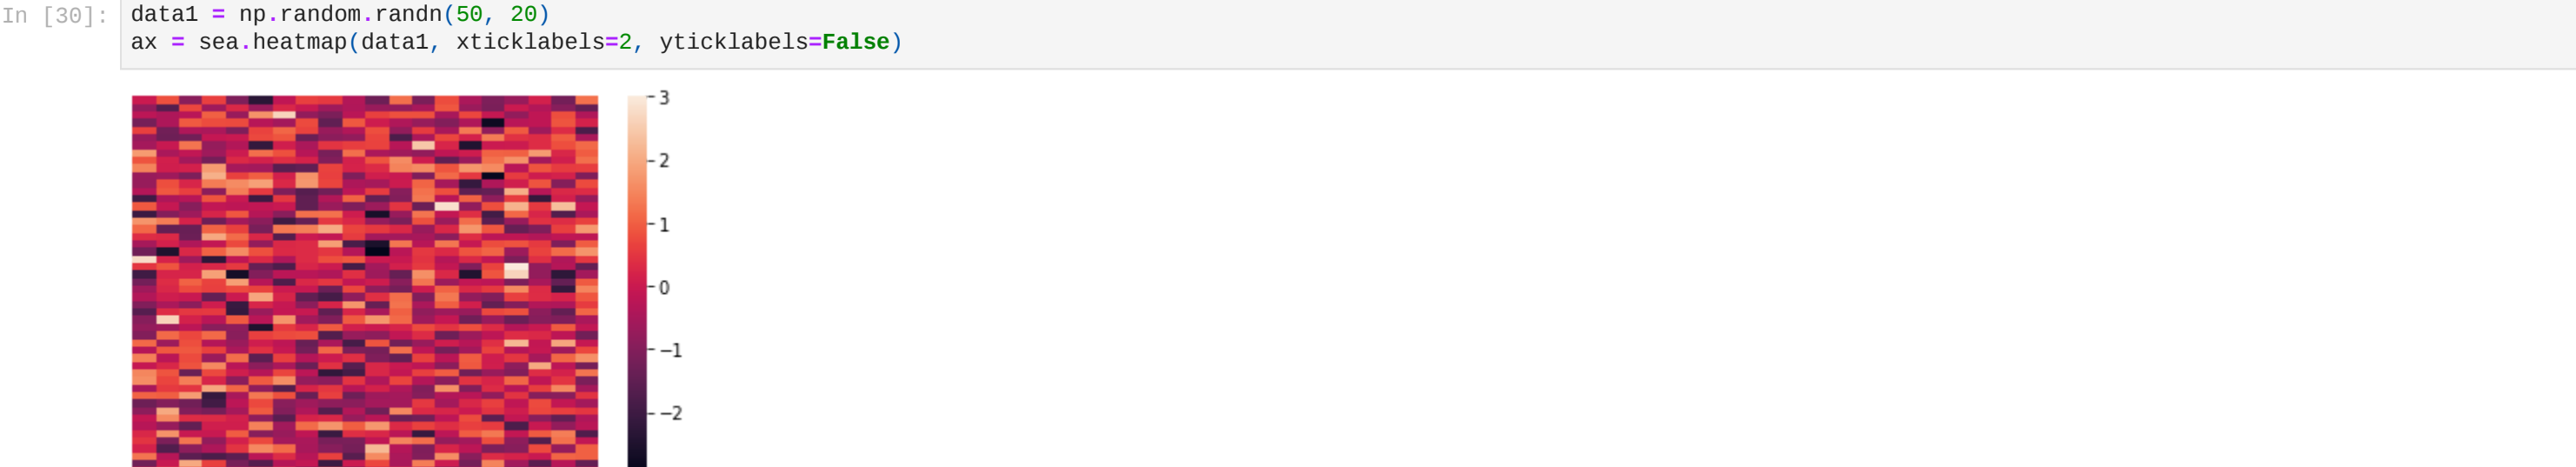 In [30]:
data1 = np.random.randn(50, 20)
ax = sea.heatmap(data1, xticklabels=2, yticklabels=False)
3
2
1
0
−1
−2